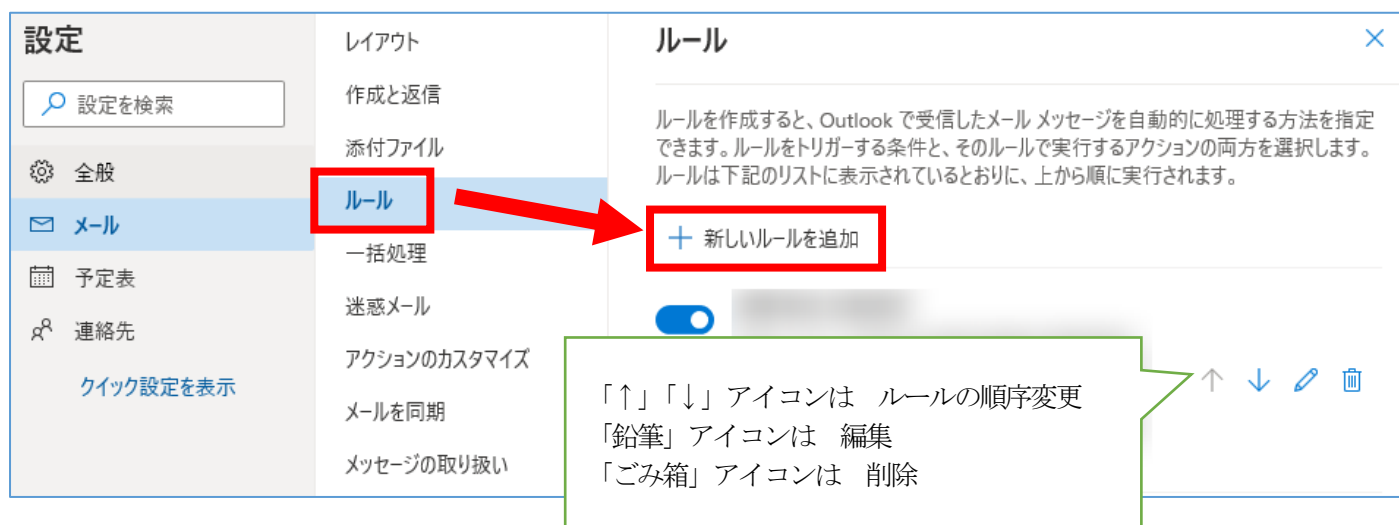 設定
設定を検索
全般
メール
予定表
連絡先
クイック設定を表示
レイアウト
作成と返信
添付ファイル
ルール
一括処理
迷惑メール
アクションのカスタマイズ
メールを同期
メッセージの取り扱い
ルール
ルールを作成すると、Outlook で受信したメール メッセージを自動的に処理する方法を指定
できます。ルールをトリガーする条件と、そのルールで実行するアクションの両方を選択します。
ルールは下記のリストに表示されているとおりに、上から順に実行されます。
新しいルールを追加
「↑」「↓」アイコンは　ルールの順序変更
「鉛筆」アイコンは　編集
「ごみ箱」アイコンは　削除